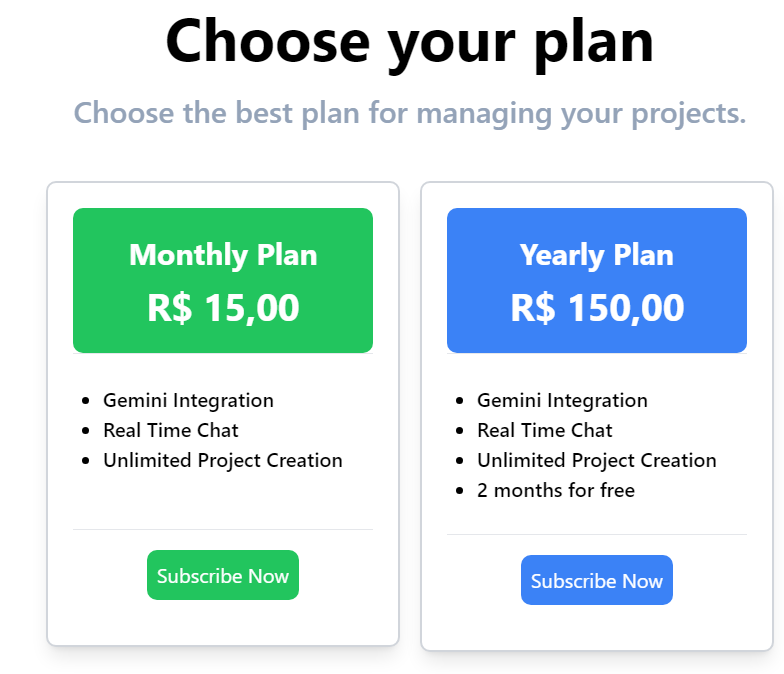 Choose your plan
Choose the best plan for managing your projects.
Monthly Plan
R$ 15,00
Gemini Integration
Real Time Chat
Unlimited Project Creation
Subscribe Now
Yearly Plan
R$ 150,00
Gemini Integration
Real Time Chat
Unlimited Project Creation
2 months for free
Subscribe Now